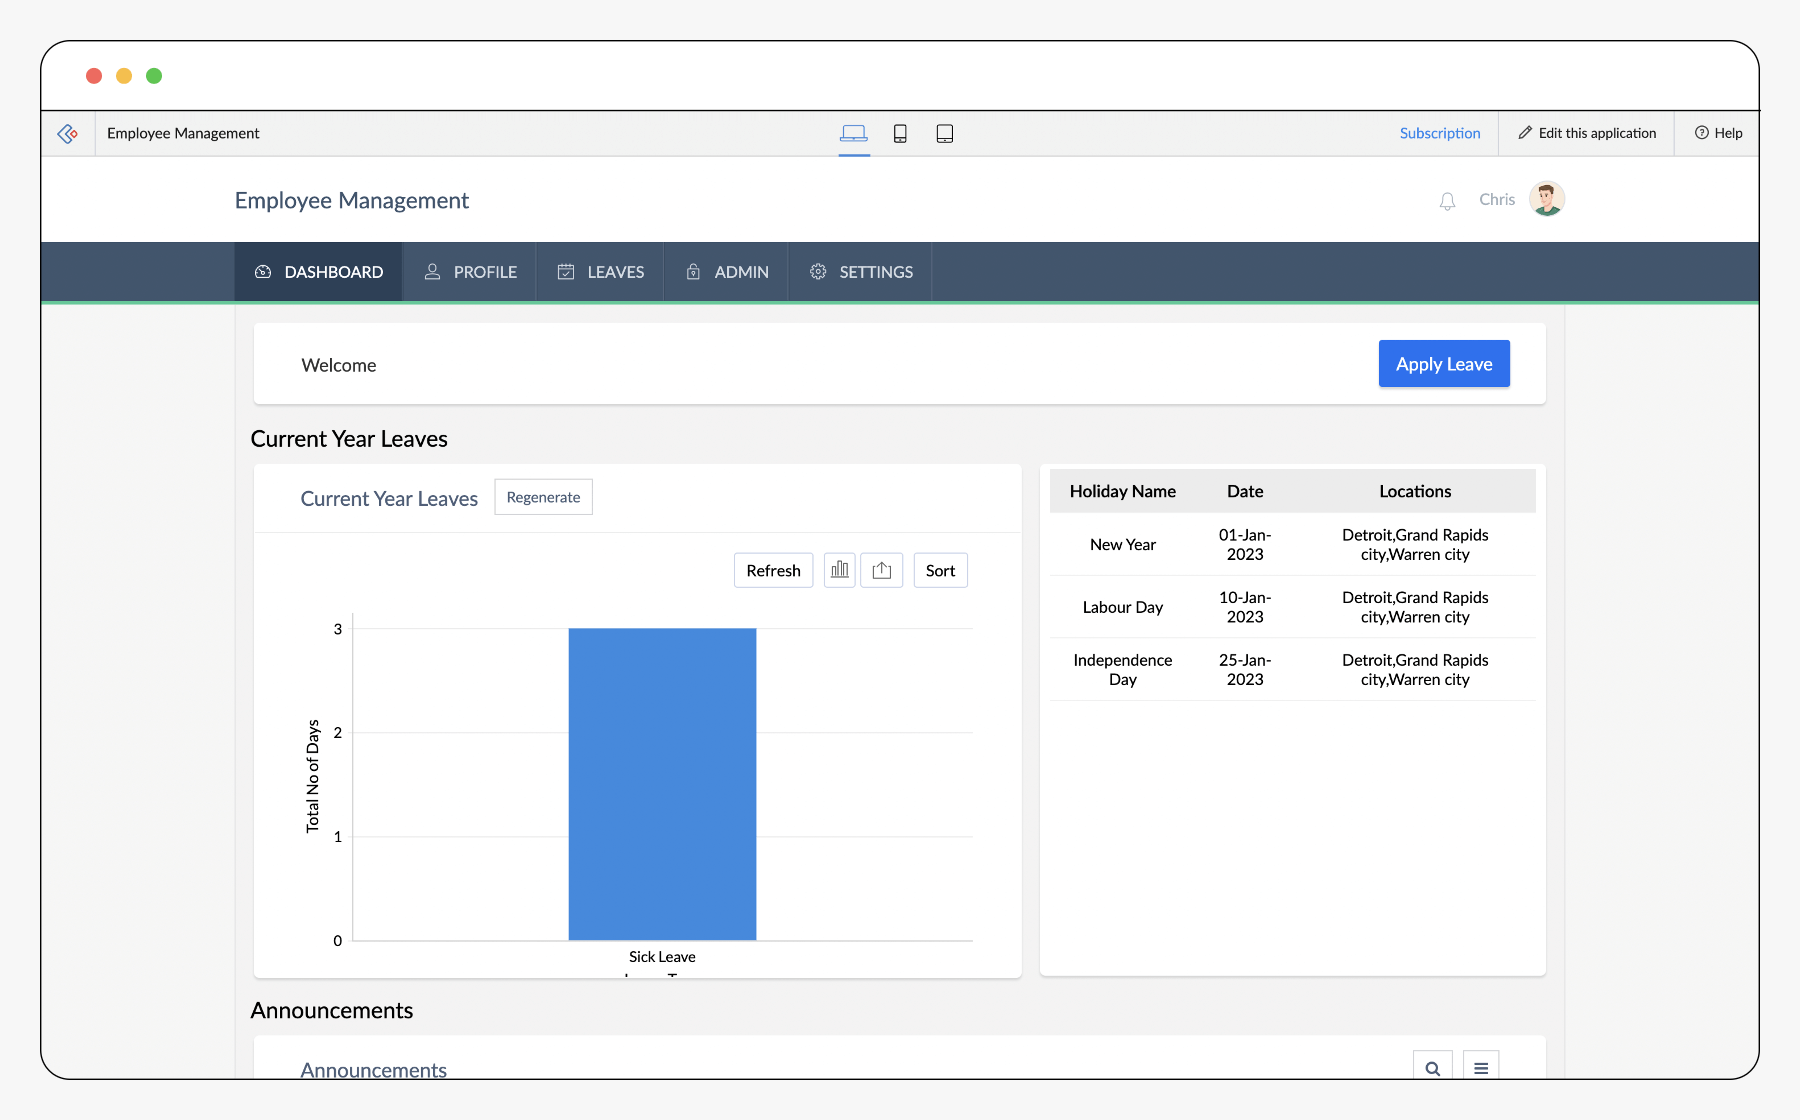 Employee Management
Subscription
Edit this application
Help
Employee Management
Chris
DASHBOARD
PROFILE
LEAVES
ADMIN
SETTINGS
Welcome
Apply Leave
Current Year Leaves
Current Year Leaves
Regenerate
Refresh
Sort
3
2
1
0
Total No of Days
Sick Leave
Holiday Name
Date
Locations
New Year
01-Jan-
2023
Detroit,Grand Rapids
city,Warren city
Labour Day
10-Jan-
2023
Detroit,Grand Rapids
city,Warren city
Independence
Day
25-Jan-
2023
Detroit,Grand Rapids
city,Warren city
Announcements
Announcements